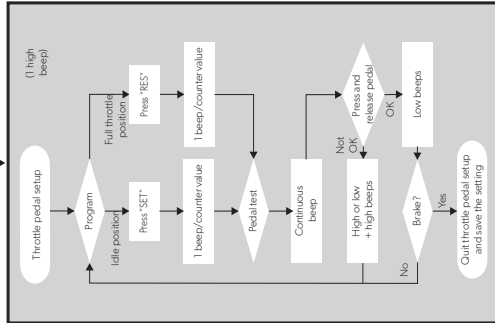 (1 high
beep)
Throttle pedal setup
Program
Idle position
Full throttle
position
Press "SET"
Press "RES"
1 beep/counter value
1 beep/counter value
Pedal test
Continuous
beep
Press and
release pedal
Not
OK
OK
High or low
+ high beeps
Low beeps
Brake?
No
Yes
Quit throttle pedal setup
and save the setting